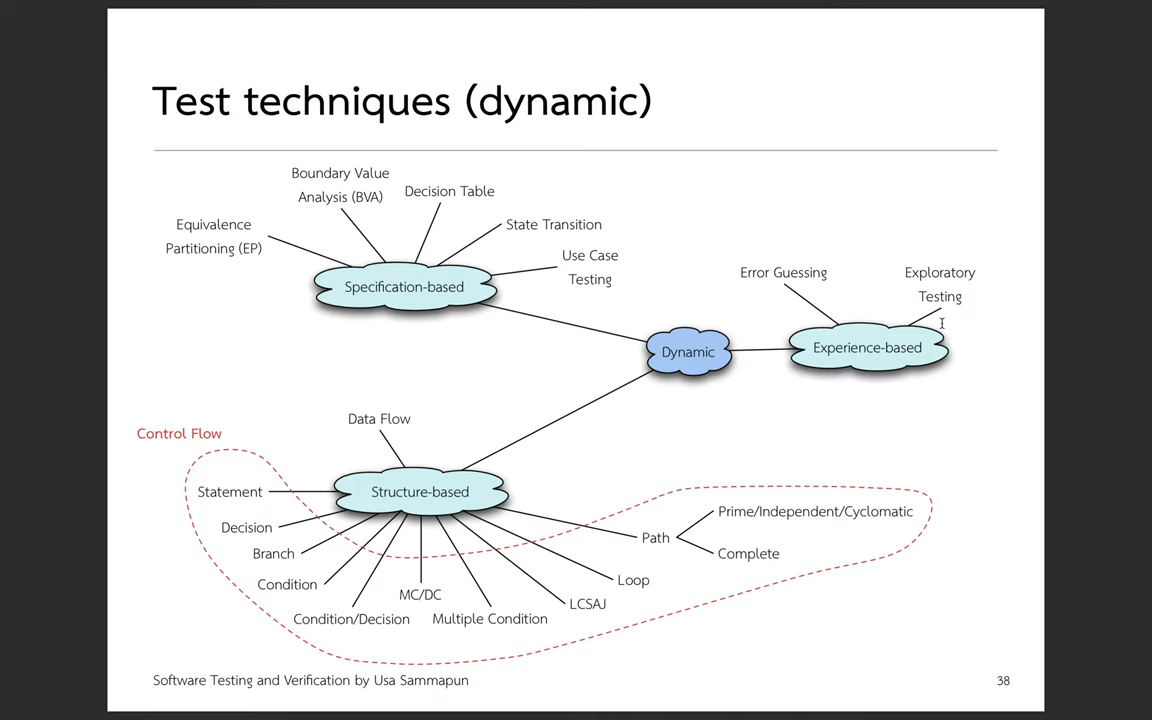 Test techniques (dynamic)
Boundary Value
Analysis (BVA)
Decision Table
Equivalence
Partitioning (EP)
State Transition
Use Case
Testing
Specification-based
Error Guessing
Exploratory
Testing
Dynamic
Experience-based
Data Flow
Control Flow
Structure-based
Statement
Decision
Branch
Condition
Condition/Decision
MC/DC
Multiple Condition
LCSAJ
Loop
Path
Prime/Independent/Cyclomatic
Complete
Software Testing and Verification by Usa Sammapun
38